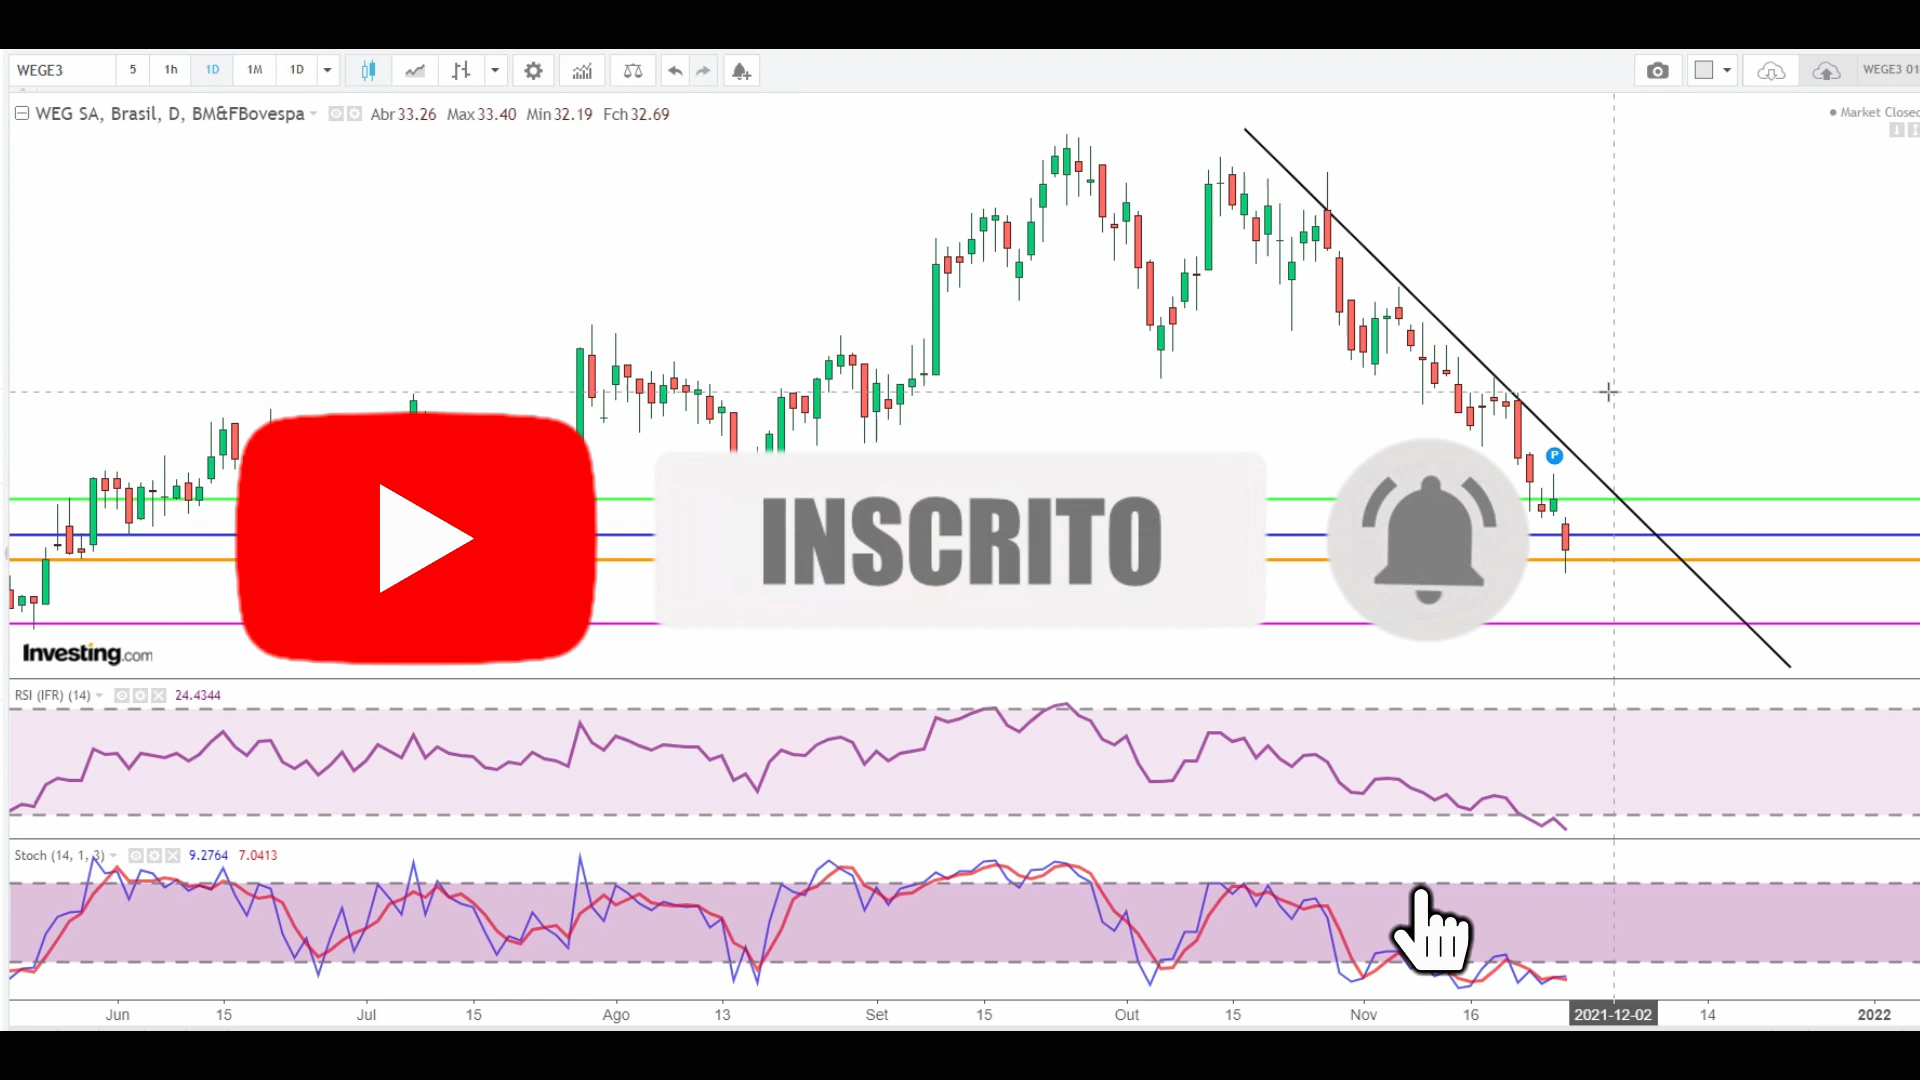 WEGE3 5 1h 1D 1M 1D WEGE3 01
WEG SA, Brasil, D, BM&FBovespa Abr 33.26 Max 33.40 Min 32.19 Fch 32.69 Market Closed
P
INSCRITO
Investing.com
RSI (IFR) (14) 24.4344
Stoch (14, 1, 3) 9.2764 7.0413
Jun 15 Jul 15 Ago 13 Set 15 Out 15 Nov 16 2021-12-02 14 2022